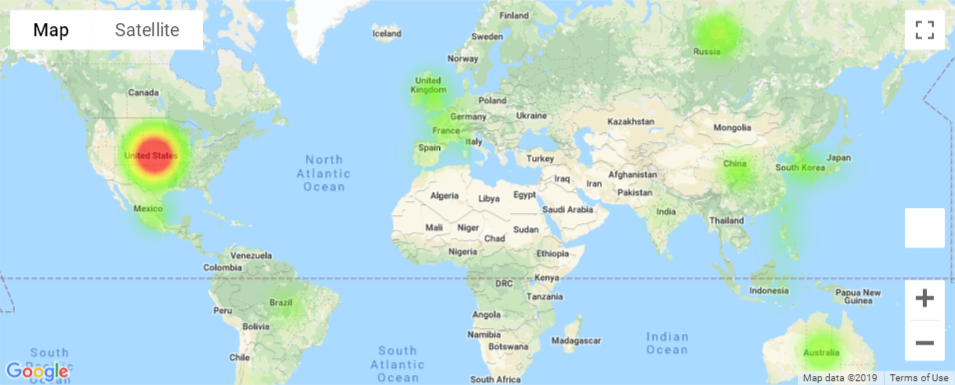 Map
Satellite
Iceland
Finland
Sweden
Norway
Russia
Canada
United
Kingdom
Poland
Germany
Ukraine
France
Kazakhstan
Mongolia
Italy
Spain
Turkey
China
South Korea
Japan
United States
North
Atlantic
Ocean
Iraq
Iran
Afghanistan
Pakistan
Algeria
Libya
Egypt
Saudi Arabia
India
Mexico
Mali
Niger
Sudan
Chad
Thailand
Nigeria
Ethiopia
Venezuela
Colombia
Kenya
DRC
Indonesia
Papua New
Guinea
Tanzania
Brazil
Peru
Angola
Bolivia
Namibia
Madagascar
Botswana
Indian
Ocean
Chile
South
Pacific
Ocean
South
Atlantic
Ocean
South Africa
Australia
Google
Map data ©2019
Terms of Use